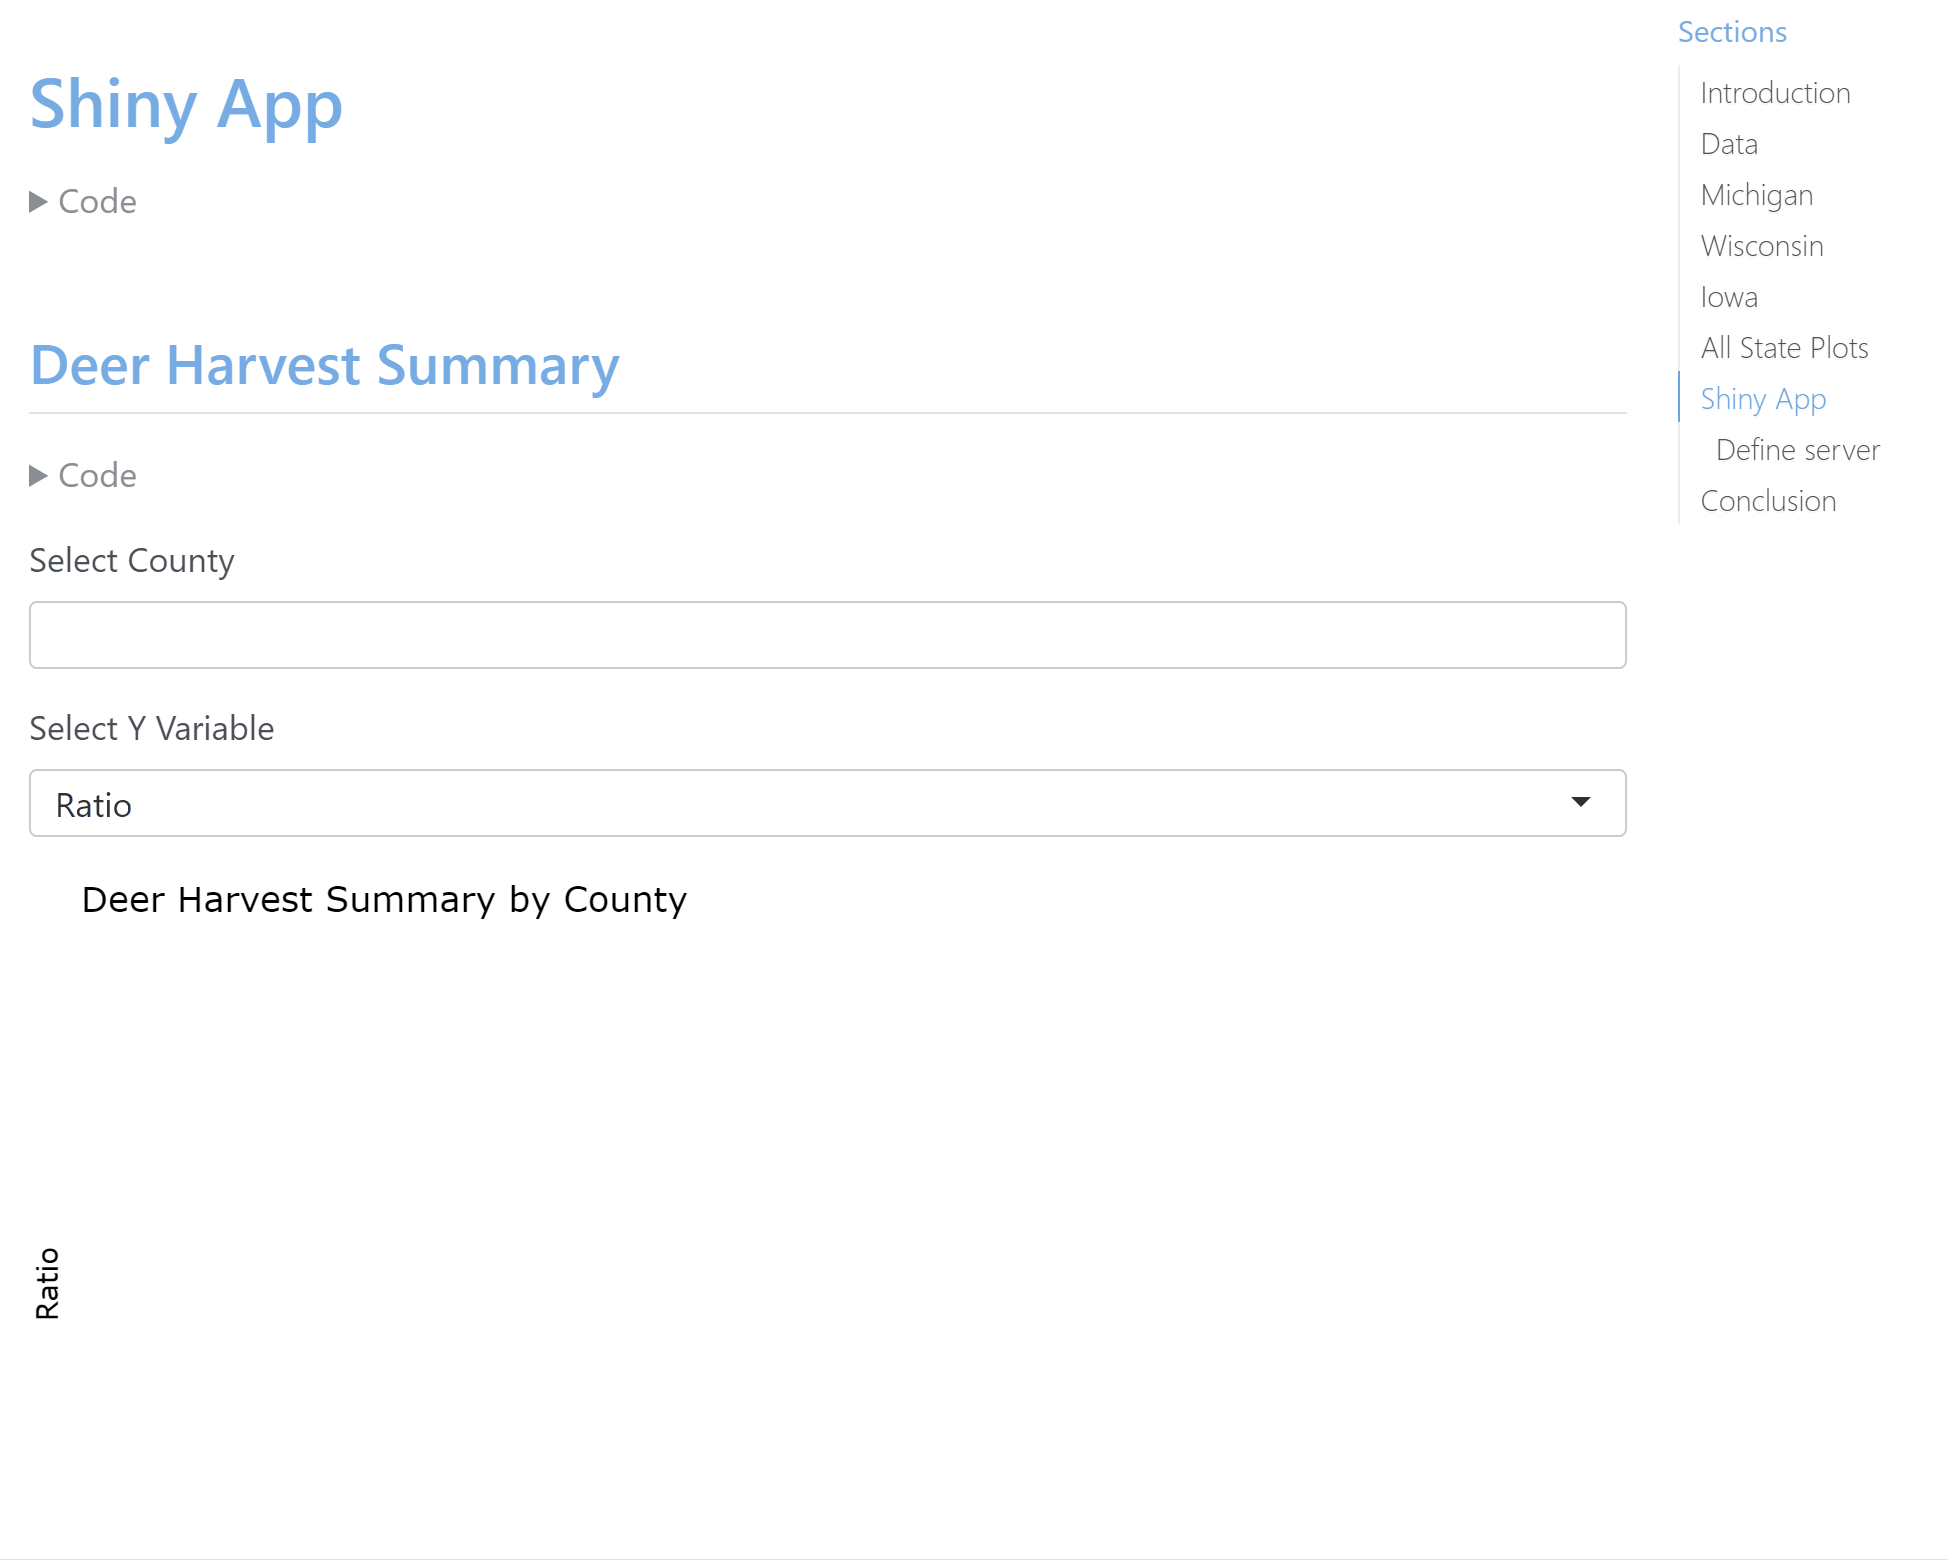 Shiny App
Code
Deer Harvest Summary
Code
Select County
Select Y Variable
Ratio
Deer Harvest Summary by County
Ratio
Sections
Introduction
Data
Michigan
Wisconsin
Iowa
All State Plots
Shiny App
Define server
Conclusion